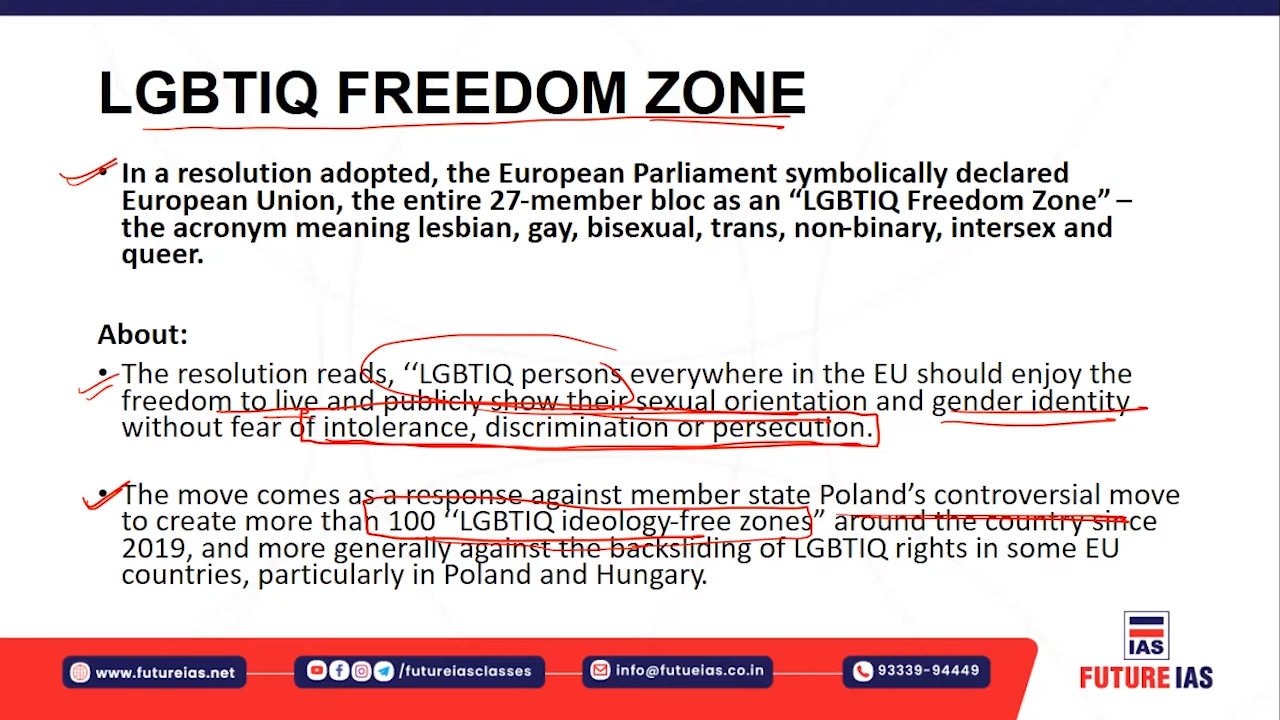 LGBTIQ FREEDOM ZONE
• In a resolution adopted, the European Parliament symbolically declared
European Union, the entire 27-member bloc as an “LGBTIQ Freedom Zone” –
the acronym meaning lesbian, gay, bisexual, trans, non-binary, intersex and
queer.
About:
• The resolution reads, ‘‘LGBTIQ persons everywhere in the EU should enjoy the
freedom to live and publicly show their sexual orientation and gender identity
without fear of intolerance, discrimination or persecution.
• The move comes as a response against member state Poland’s controversial move
to create more than 100 ‘‘LGBTIQ ideology-free zones” around the country since
2019, and more generally against the backsliding of LGBTIQ rights in some EU
countries, particularly in Poland and Hungary.
IAS
www.futureias.net
/futureiasclasses
info@futueias.co.in
93339-94449
FUTURE IAS